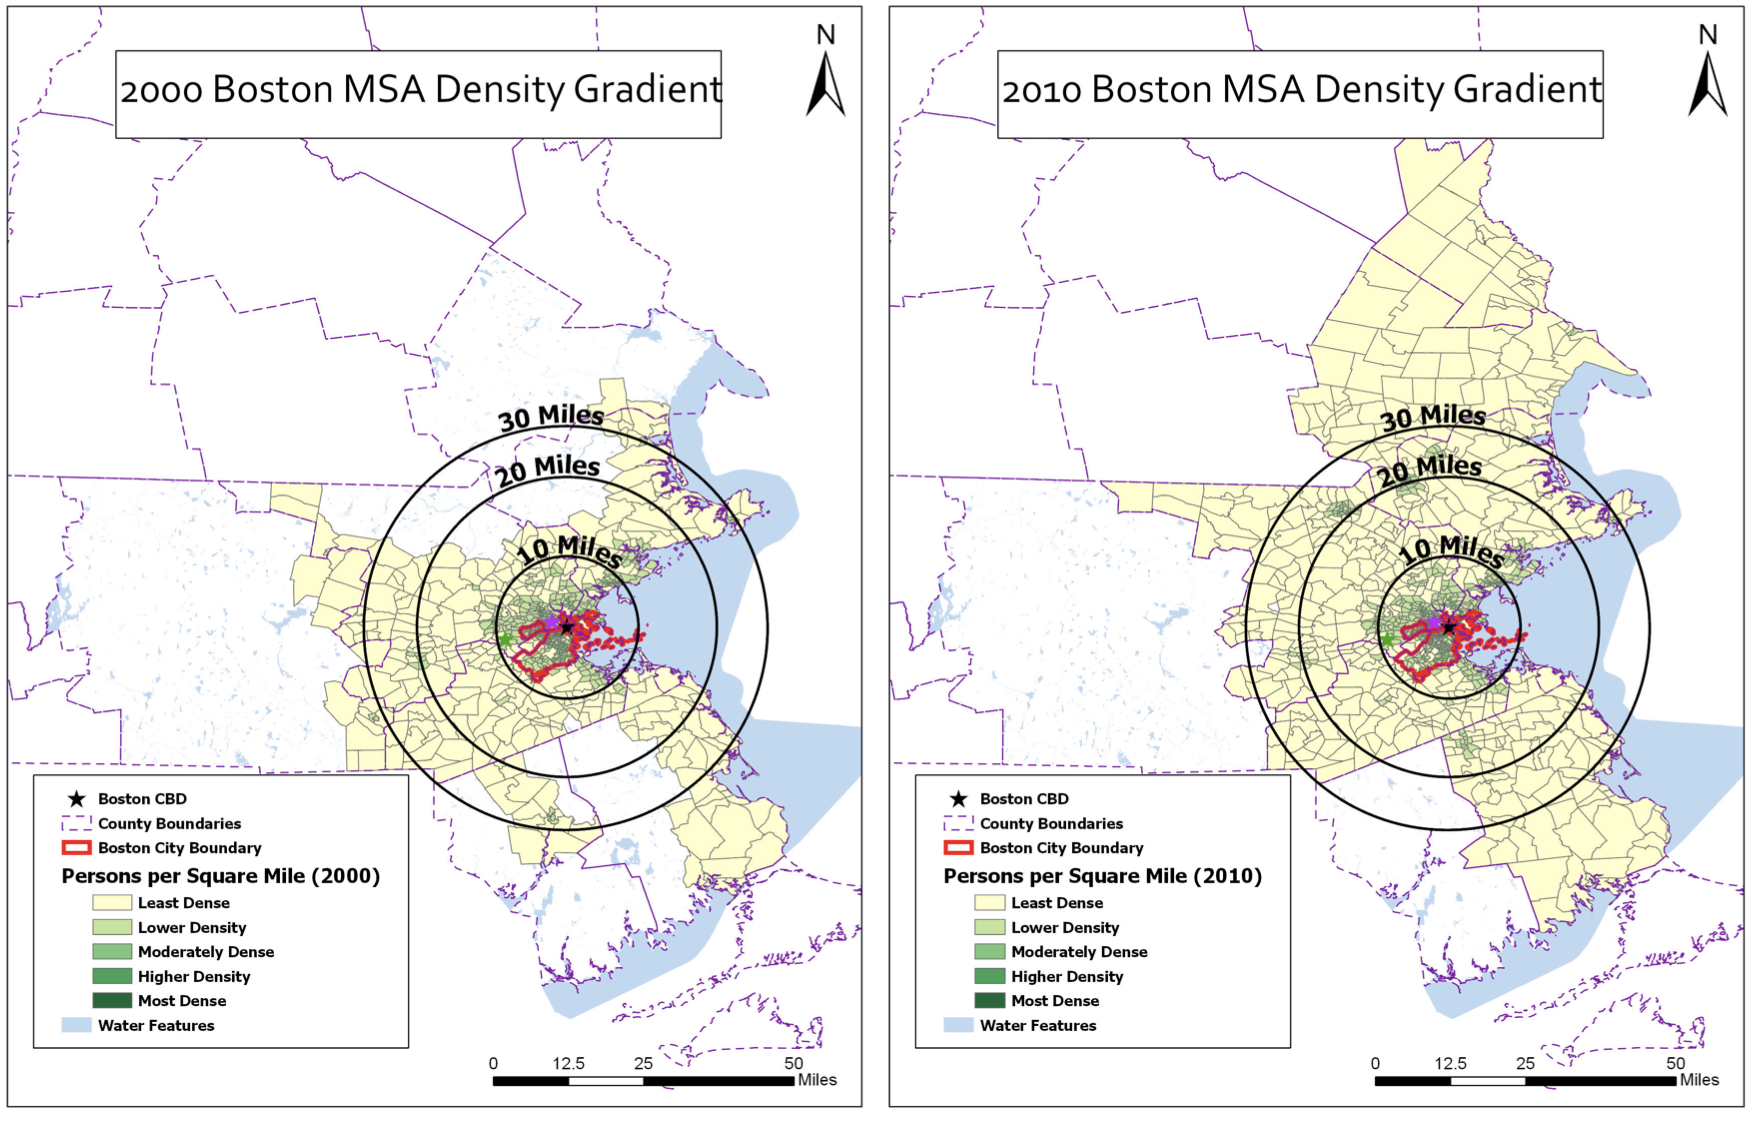 2000 Boston MSA Density Gradient
N
30 Miles
20 Miles
10 Miles
Boston CBD
County Boundaries
Boston City Boundary
Persons per Square Mile (2000)
Least Dense
Lower Density
Moderately Dense
Higher Density
Most Dense
Water Features
0 12.5 25 50
Miles
2010 Boston MSA Density Gradient
N
30 Miles
20 Miles
10 Miles
Boston CBD
County Boundaries
Boston City Boundary
Persons per Square Mile (2010)
Least Dense
Lower Density
Moderately Dense
Higher Density
Most Dense
Water Features
0 12.5 25 50
Miles